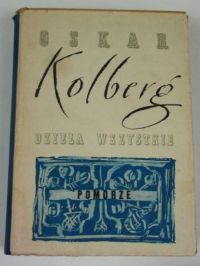 OSKAR
Kolberg
DZIEŁA WSZYSTKIE
POMORZE